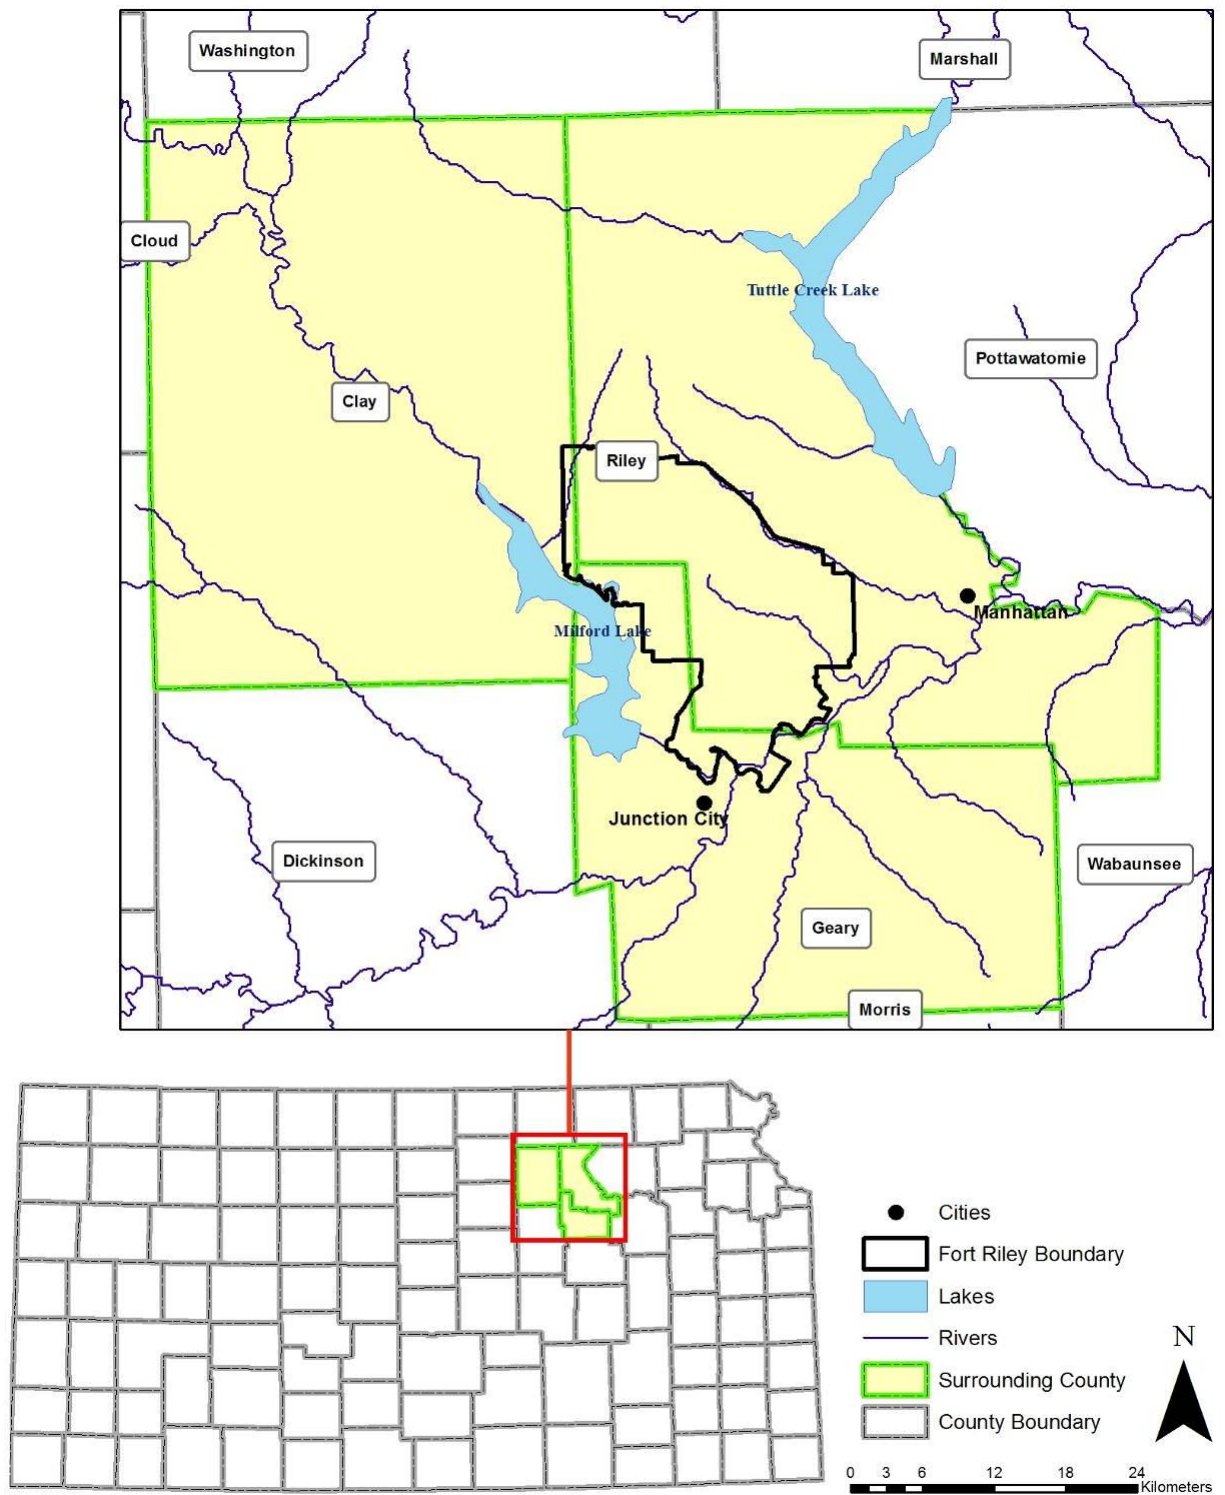 Washington
Marshall
Cloud
Tuttle Creek Lake
Pottawatomie
Clay
Riley
Manhattan
Milford Lake
Junction City
Dickinson
Wabaunsee
Geary
Morris
Cities
Fort Riley Boundary
Lakes
Rivers
Surrounding County
County Boundary
N
0 3 6 12 18 24
Kilometers